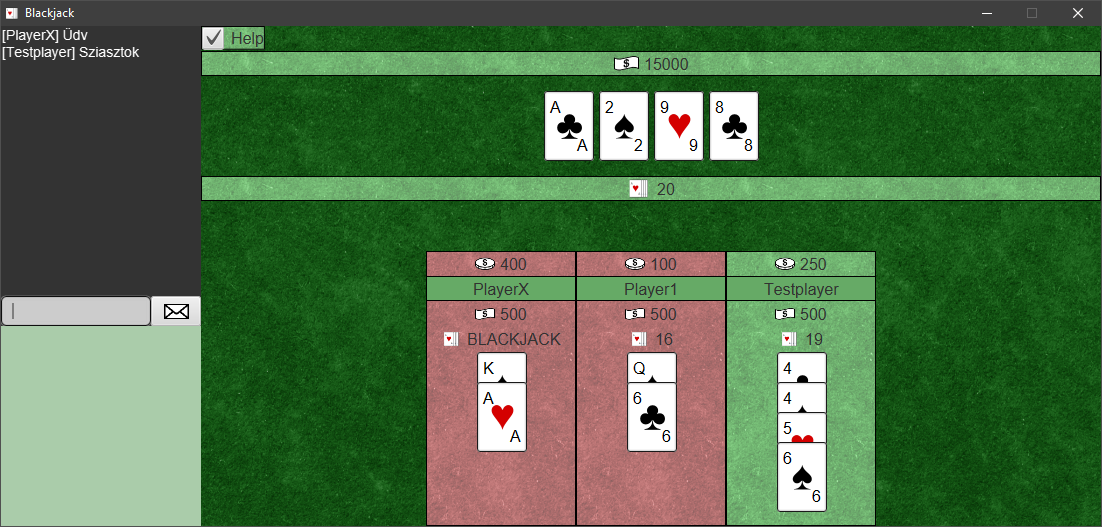 Blackjack
[PlayerX] Üdv
[Testplayer] Sziasztok
Help
$ 15000
A A
2 2
9 9
8 8
20
$ 400
$ 100
$ 250
PlayerX
Player1
Testplayer
$ 500
$ 500
$ 500
BLACKJACK
16
19
K
A
A
Q
6
6
4
4
5
6
6